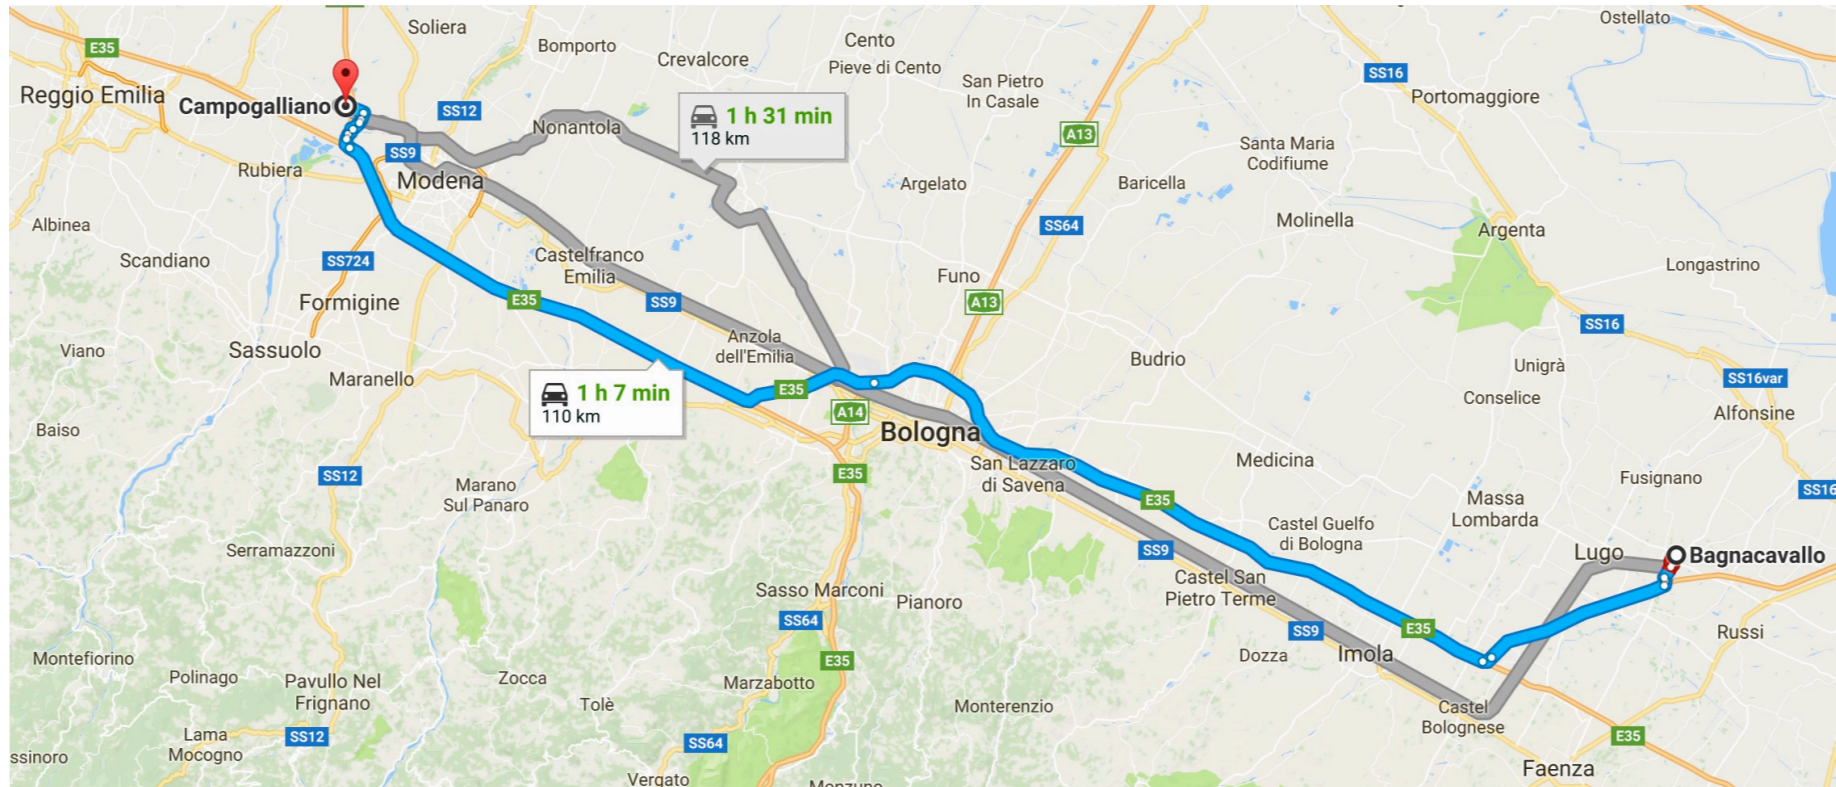 Soliera
Cento
Ostellato
E35
Bomporto
Crevalcore
Pieve di Cento
SS16
Reggio Emilia
Campogalliano
SS12
San Pietro
In Casale
Portomaggiore
1 h 31 min
118 km
Nonantola
A13
SS9
Santa Maria
Codifiume
Rubiera
Modena
Argelato
Baricella
Albinea
SS64
Molinella
Argenta
Scandiano
SS724
Castelfranco
Emilia
Funo
Longastrino
Formigine
E35
SS9
A13
SS16
Viano
Sassuolo
Anzola
dell'Emilia
Budrio
Unigrà
Maranello
E35
SS16var
1 h 7 min
110 km
A14
Conselice
Alfonsine
Baiso
Bologna
SS12
E35
San Lazzaro
di Savena
Medicina
Fusignano
Marano
Sul Panaro
E35
Massa
Lombarda
SS16
Serramazzoni
SS9
Castel Guelfo
di Bologna
Lugo
Bagnacavallo
Sasso Marconi
Pianoro
Castel San
Pietro Terme
SS64
SS9
E35
Russi
Montefiorino
E35
Dozza
Imola
Polinago
Pavullo Nel
Frignano
Zocca
Marzabotto
Tolè
Monterenzio
Castel
Bolognese
Lama
Mocogno
SS12
SS64
E35
ssinoro
Vergato
Monzuno
Faenza